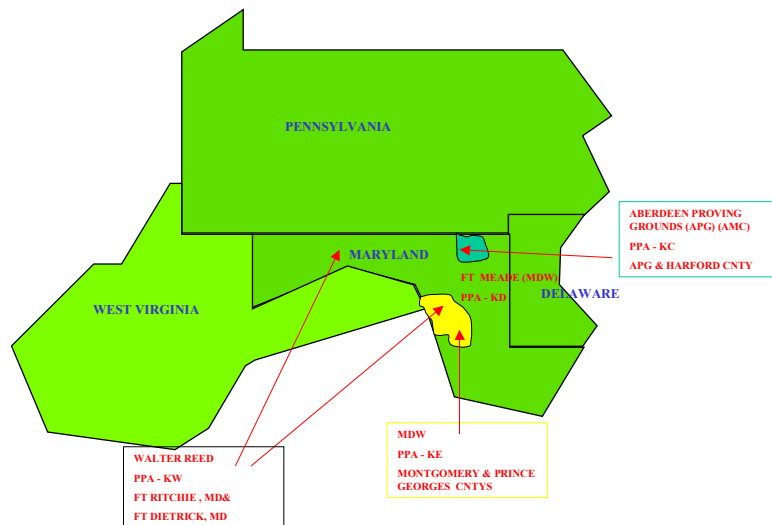 PENNSYLVANIA
ABERDEEN PROVING
GROUNDS (APG) (AMC)
PPA - KC
APG & HARFORD CNTY
MARYLAND
FT MEADE (MDW)
PPA - KD
DELAWARE
WEST VIRGINIA
WALTER REED
PPA - KW
FT RITCHIE , MD&
FT DIETRICK, MD
MDW
PPA - KE
MONTGOMERY & PRINCE
GEORGES CNTYS